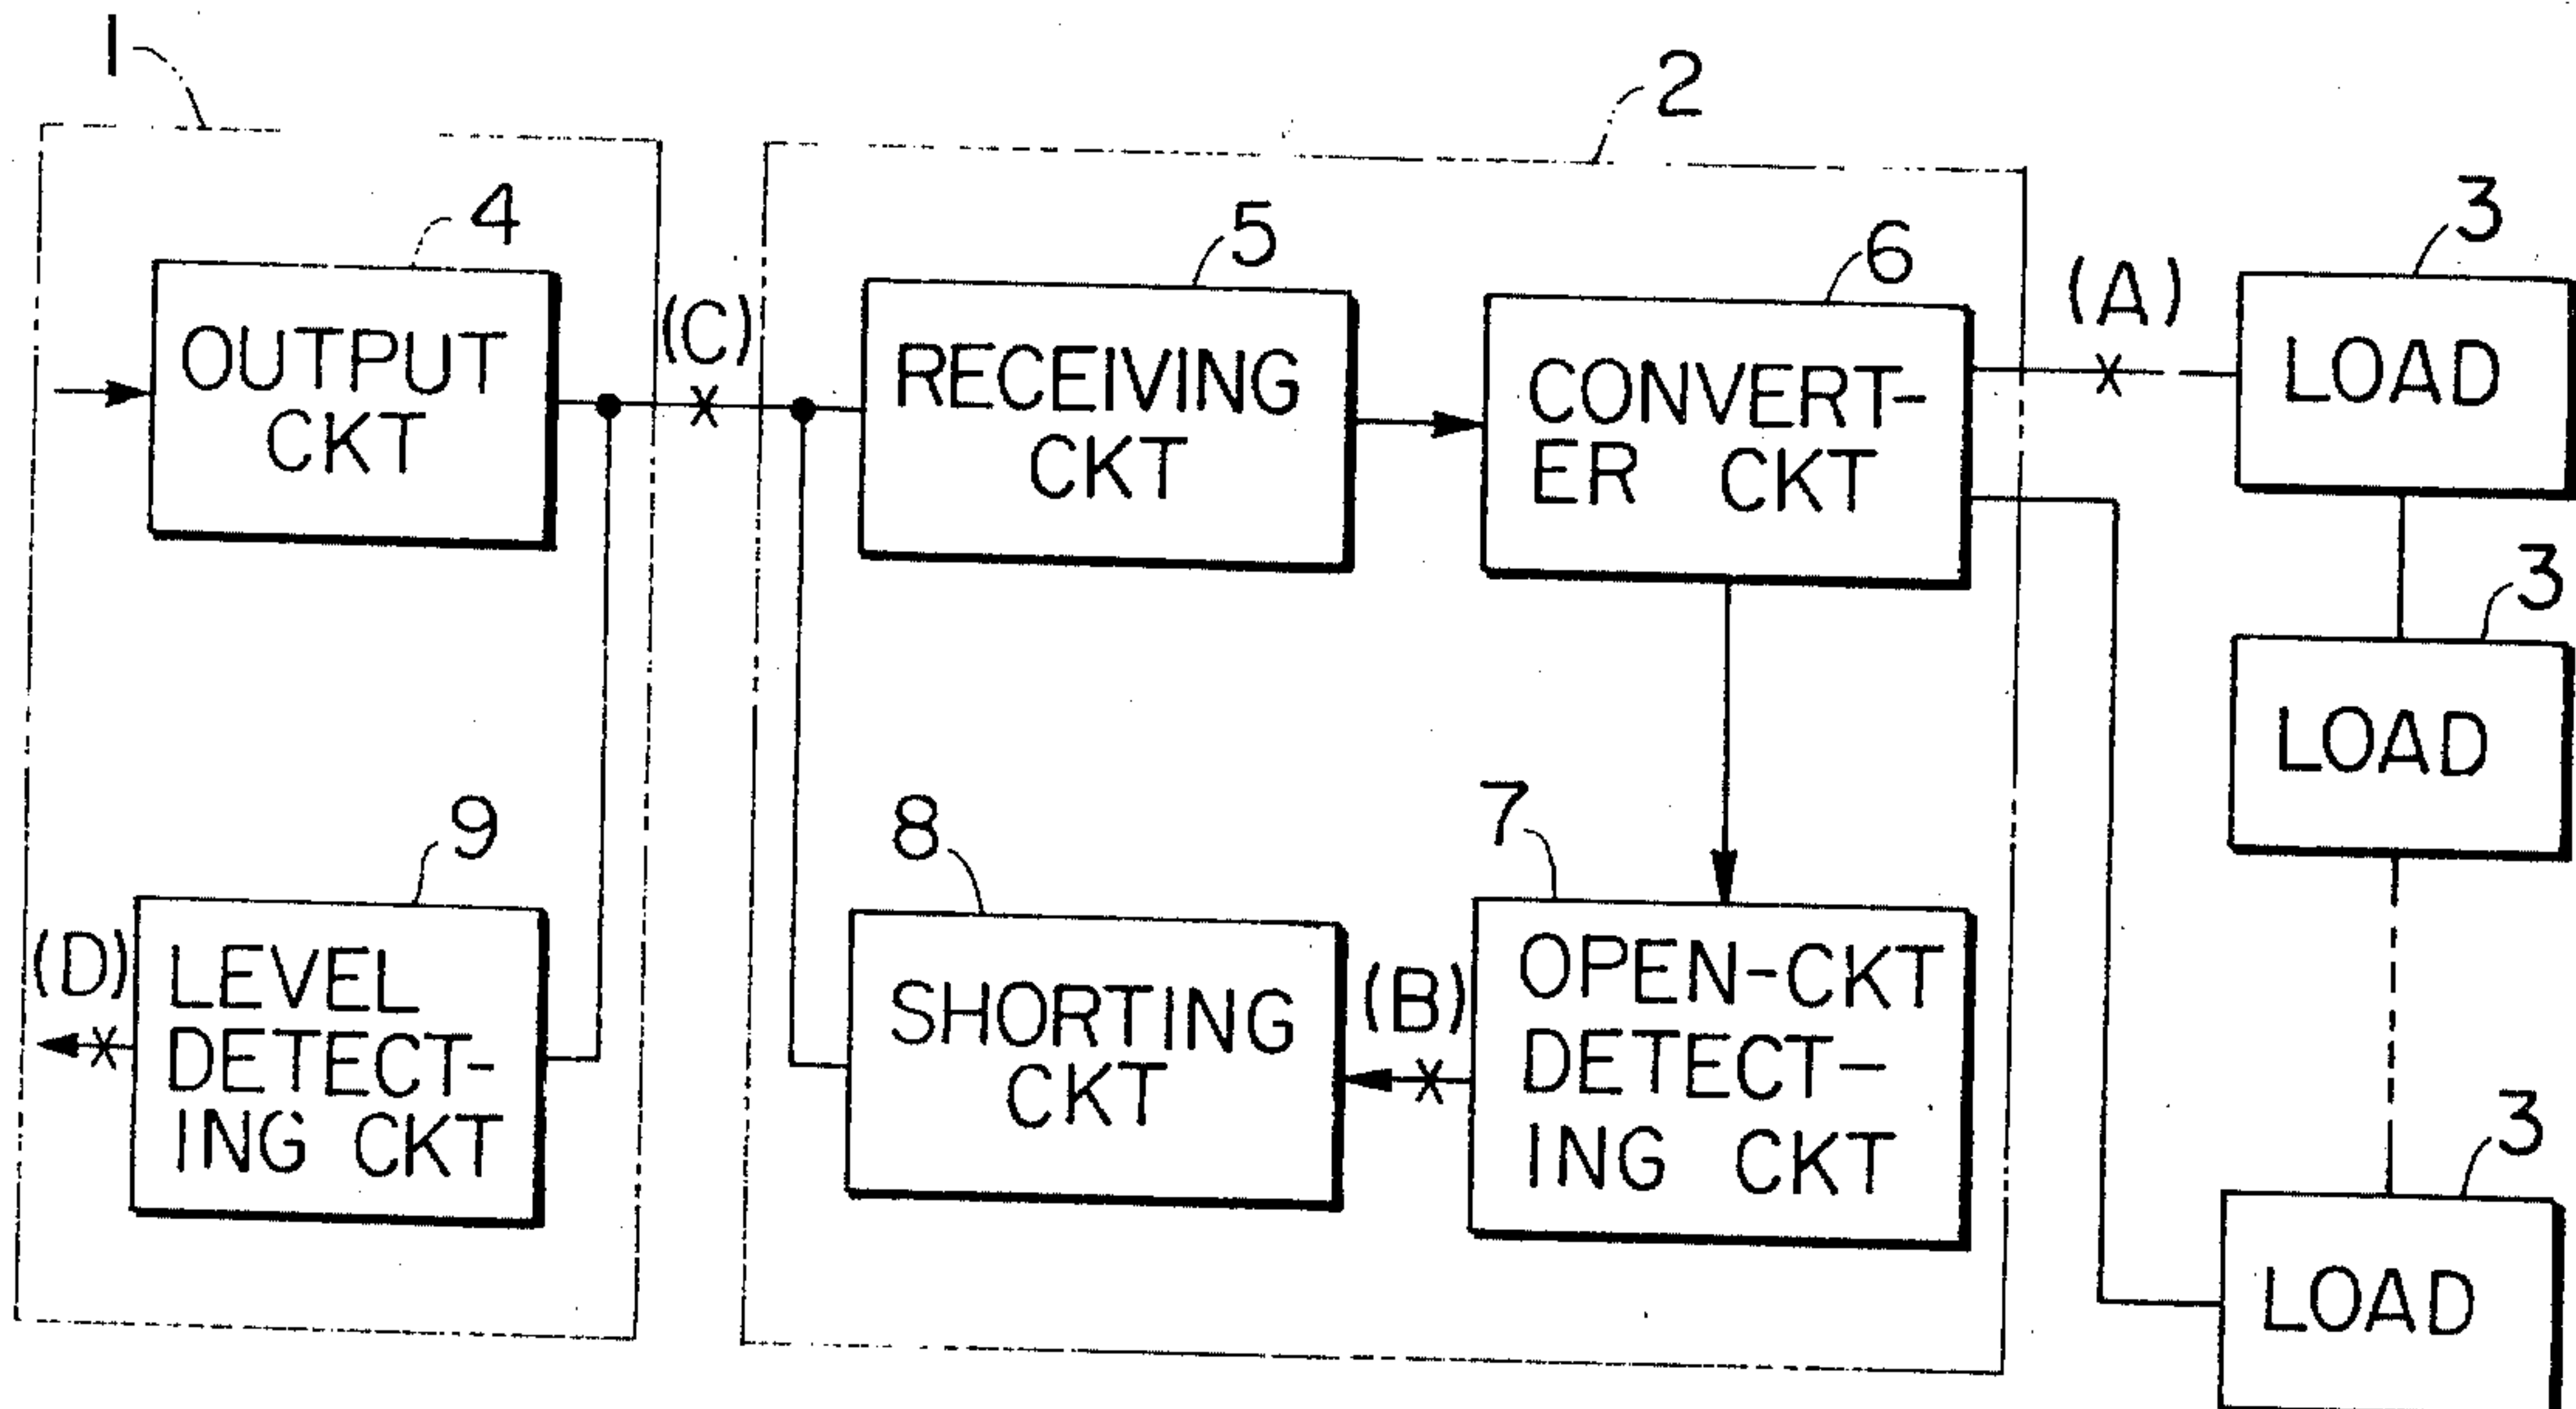 1
2
3
4
OUTPUT
CKT
(C)
5
RECEIVING
CKT
6
CONVERT-
ER CKT
(A)
LOAD
3
LOAD
9
(D)
LEVEL
DETECT-
ING CKT
8
SHORTING
CKT
(B)
7
OPEN-CKT
DETECT-
ING CKT
3
LOAD